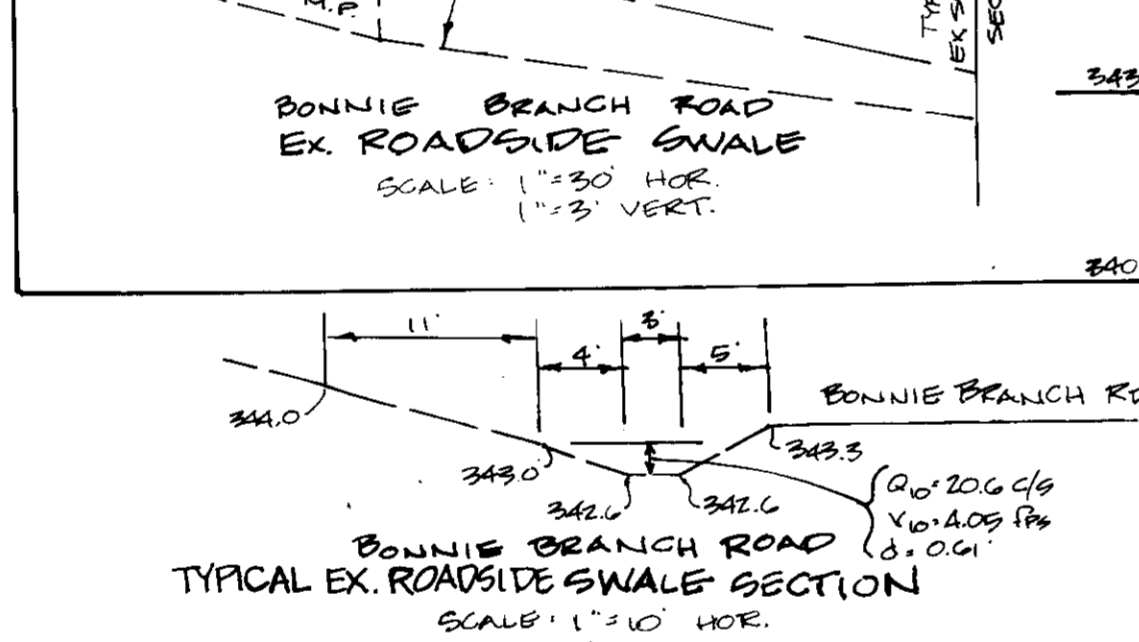 M.P.
EX. S
343
BONNIE BRANCH ROAD
EX. ROADSIDE SWALE
SCALE: 1"=30' HOR.
1"=3' VERT.
340
11'
3'
4'
5'
BONNIE BRANCH RD
344.0
343.0
343.3
342.6
342.6
Q10=20.6 c/s
V10=4.05 fps
d=0.61'
BONNIE BRANCH ROAD
TYPICAL EX. ROADSIDE SWALE SECTION
SCALE: 1"=10' HOR.